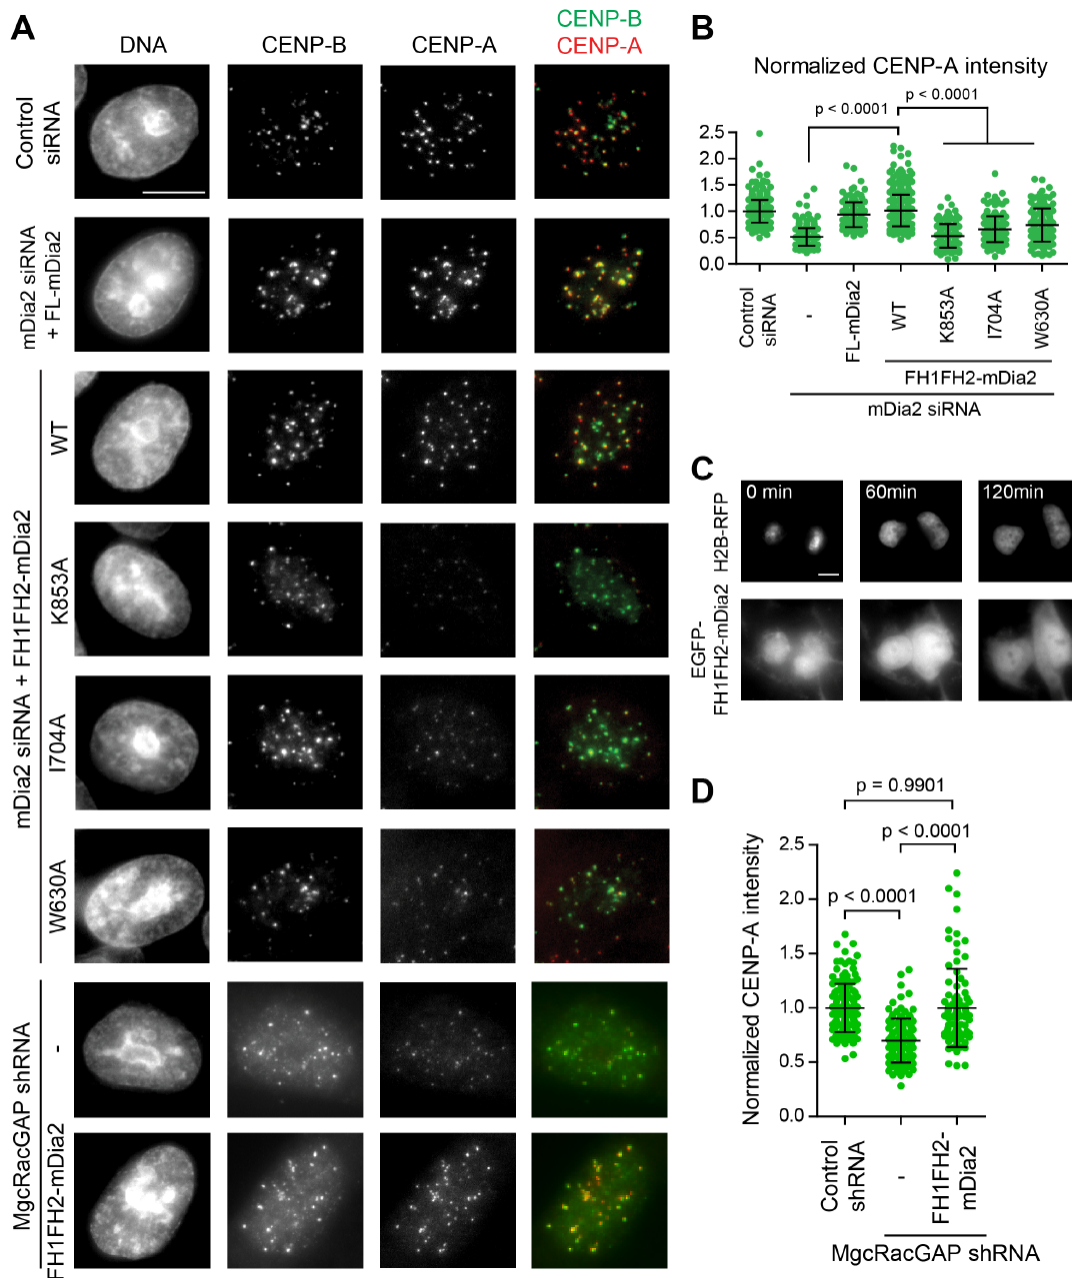 A
DNA
CENP-B
CENP-A
CENP-B
CENP-A
Control
siRNA
mDia2 siRNA
+ FL-mDia2
mDia2 siRNA + FH1FH2-mDia2
WT
K853A
I704A
W630A
MgcRacGAP shRNA
-
FH1FH2-mDia2
B
Normalized CENP-A intensity
p < 0.0001
p < 0.0001
2.5
2.0
1.5
1.0
0.5
0.0
Control
siRNA
-
FL-mDia2
WT
K853A
I704A
W630A
FH1FH2-mDia2
mDia2 siRNA
C
0 min
60min
120min
H2B-RFP
EGFP-
FH1FH2-mDia2
D
p = 0.9901
p < 0.0001
p < 0.0001
Normalized CENP-A intensity
2.5
2.0
1.5
1.0
0.5
0.0
Control
shRNA
-
FH1FH2-
mDia2
MgcRacGAP shRNA